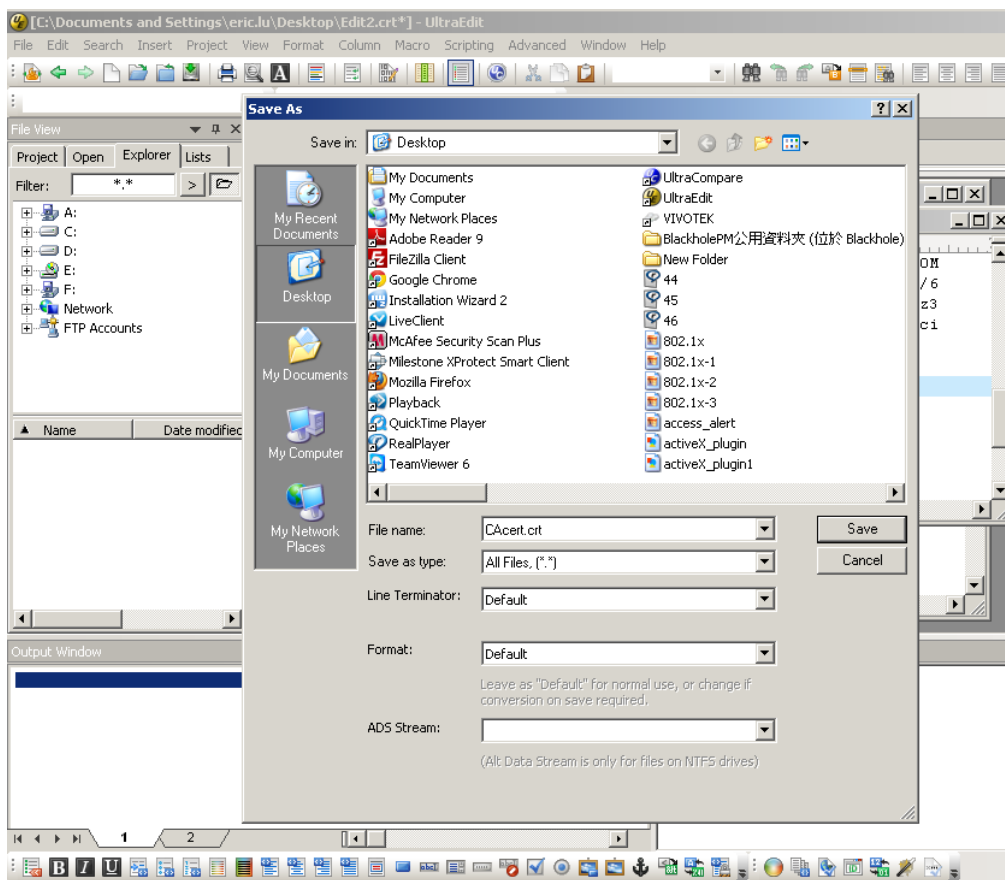 [C:\Documents and Settings\eric.lu\Desktop\Edit2.crt*] - UltraEdit
File Edit Search Insert Project View Format Column Macro Scripting Advanced Window Help
File View
Project Open Explorer Lists
Filter: *.* >
A:
C:
D:
E:
F:
Network
FTP Accounts
Name Date modified
Save As
Save in: Desktop
My Recent Documents
Desktop
My Documents
My Computer
My Network Places
My Documents
My Computer
My Network Places
Adobe Reader 9
FileZilla Client
Google Chrome
Installation Wizard 2
LiveClient
McAfee Security Scan Plus
Milestone XProtect Smart Client
Mozilla Firefox
Playback
QuickTime Player
RealPlayer
TeamViewer 6
UltraCompare
UltraEdit
VIVOTEK
BlackholePM公用資料夾 (位於 Blackhole)
New Folder
44
45
46
802.1x
802.1x-1
802.1x-2
802.1x-3
access_alert
activeX_plugin
activeX_plugin1
File name: CAcert.crt Save
Save as type: All Files, (*.*) Cancel
Line Terminator: Default
Format: Default
Leave as "Default" for normal use, or change if
conversion on save required.
ADS Stream:
(Alt Data Stream is only for files on NTFS drives)
OM
/6
z3
ci
Output Window
1 2
B I U